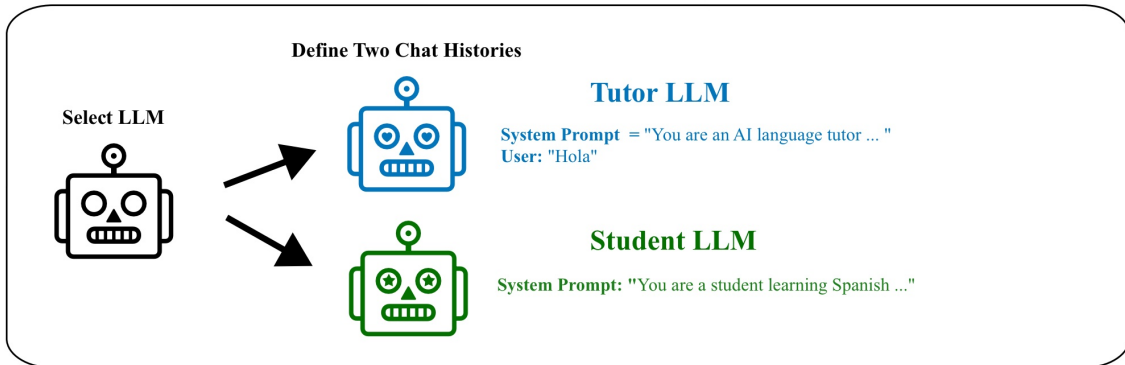 Define Two Chat Histories
Select LLM
Tutor LLM
System Prompt = "You are an AI language tutor ... "
User: "Hola"
Student LLM
System Prompt: "You are a student learning Spanish ..."